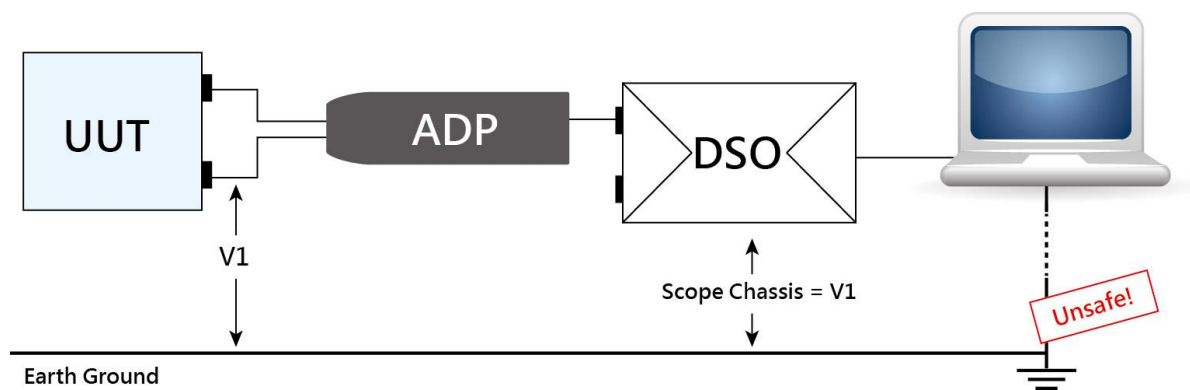 UUT
ADP
DSO
V1
Scope Chassis = V1
Unsafe!
Earth Ground